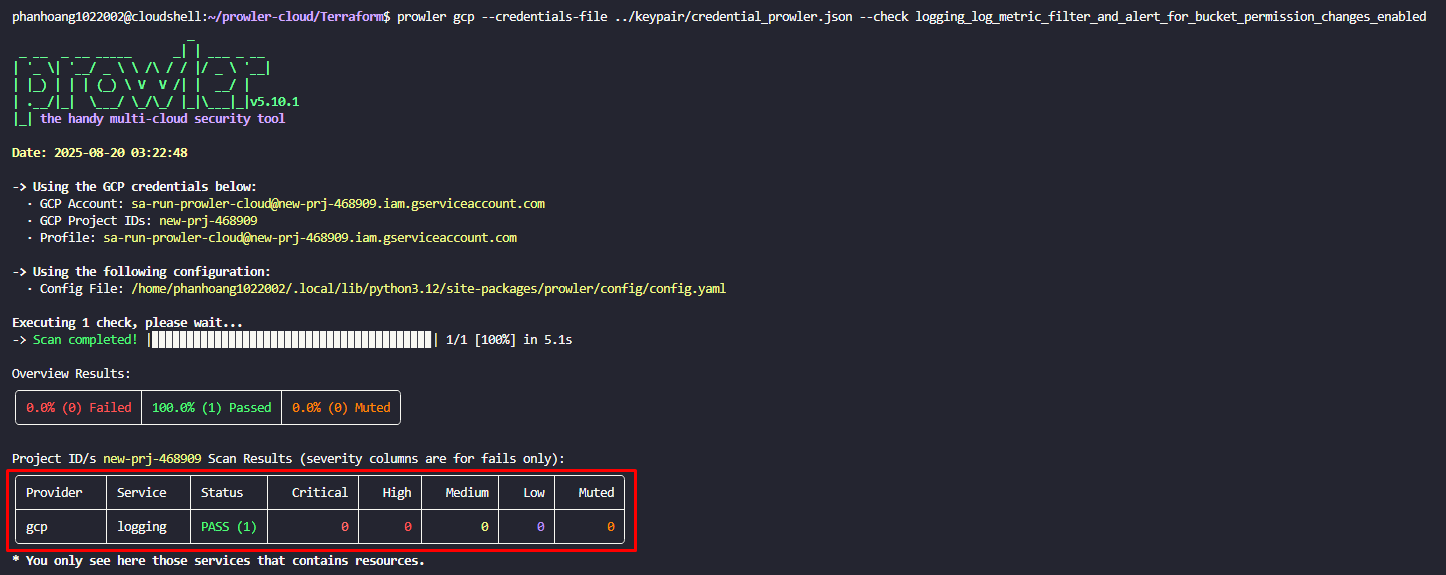 phanhoang1022002@cloudshell:~/prowler-cloud/Terraform$ prowler gcp --credentials-file ../keypair/credential_prowler.json --check logging_log_metric_filter_and_alert_for_bucket_permission_changes_enabled
prowler
v5.10.1
the handy multi-cloud security tool
Date: 2025-08-20 03:22:48
-> Using the GCP credentials below:
· GCP Account: sa-run-prowler-cloud@new-prj-468909.iam.gserviceaccount.com
· GCP Project IDs: new-prj-468909
· Profile: sa-run-prowler-cloud@new-prj-468909.iam.gserviceaccount.com
-> Using the following configuration:
· Config File: /home/phanhoang1022002/.local/lib/python3.12/site-packages/prowler/config/config.yaml
Executing 1 check, please wait...
-> Scan completed! 1/1 [100%] in 5.1s
Overview Results:
0.0% (0) Failed 100.0% (1) Passed 0.0% (0) Muted
Project ID/s new-prj-468909 Scan Results (severity columns are for fails only):
Provider Service Status Critical High Medium Low Muted
gcp logging PASS (1) 0 0 0 0 0
* You only see here those services that contains resources.